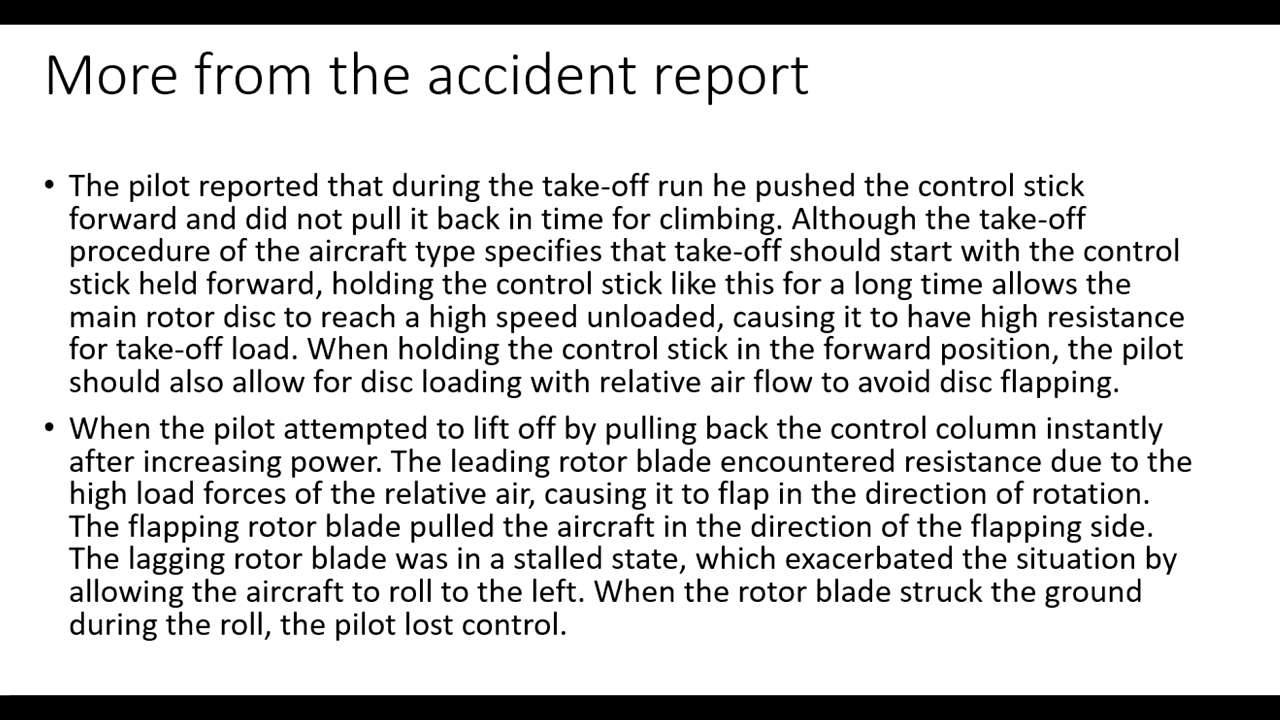 More from the accident report
• The pilot reported that during the take-off run he pushed the control stick
forward and did not pull it back in time for climbing. Although the take-off
procedure of the aircraft type specifies that take-off should start with the control
stick held forward, holding the control stick like this for a long time allows the
main rotor disc to reach a high speed unloaded, causing it to have high resistance
for take-off load. When holding the control stick in the forward position, the pilot
should also allow for disc loading with relative air flow to avoid disc flapping.
• When the pilot attempted to lift off by pulling back the control column instantly
after increasing power. The leading rotor blade encountered resistance due to the
high load forces of the relative air, causing it to flap in the direction of rotation.
The flapping rotor blade pulled the aircraft in the direction of the flapping side.
The lagging rotor blade was in a stalled state, which exacerbated the situation by
allowing the aircraft to roll to the left. When the rotor blade struck the ground
during the roll, the pilot lost control.